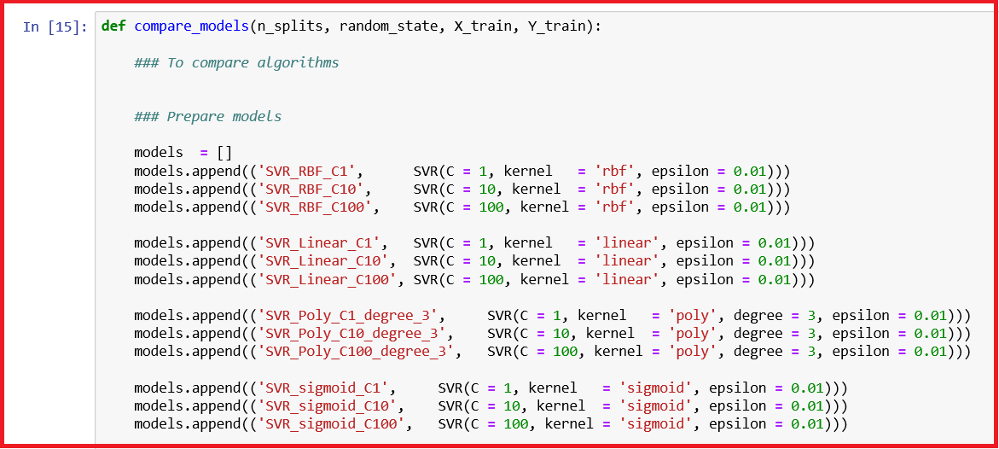 In [15]: def compare_models(n_splits, random_state, X_train, Y_train):
### To compare algorithms
### Prepare models
models  = []
models.append(('SVR_RBF_C1',      SVR(C = 1, kernel   = 'rbf', epsilon = 0.01)))
models.append(('SVR_RBF_C10',     SVR(C = 10, kernel  = 'rbf', epsilon = 0.01)))
models.append(('SVR_RBF_C100',    SVR(C = 100, kernel = 'rbf', epsilon = 0.01)))
models.append(('SVR_Linear_C1',   SVR(C = 1, kernel   = 'linear', epsilon = 0.01)))
models.append(('SVR_Linear_C10',  SVR(C = 10, kernel  = 'linear', epsilon = 0.01)))
models.append(('SVR_Linear_C100', SVR(C = 100, kernel = 'linear', epsilon = 0.01)))
models.append(('SVR_Poly_C1_degree_3',     SVR(C = 1, kernel   = 'poly', degree = 3, epsilon = 0.01)))
models.append(('SVR_Poly_C10_degree_3',    SVR(C = 10, kernel  = 'poly', degree = 3, epsilon = 0.01)))
models.append(('SVR_Poly_C100_degree_3',   SVR(C = 100, kernel = 'poly', degree = 3, epsilon = 0.01)))
models.append(('SVR_sigmoid_C1',     SVR(C = 1, kernel   = 'sigmoid', epsilon = 0.01)))
models.append(('SVR_sigmoid_C10',    SVR(C = 10, kernel  = 'sigmoid', epsilon = 0.01)))
models.append(('SVR_sigmoid_C100',   SVR(C = 100, kernel = 'sigmoid', epsilon = 0.01)))